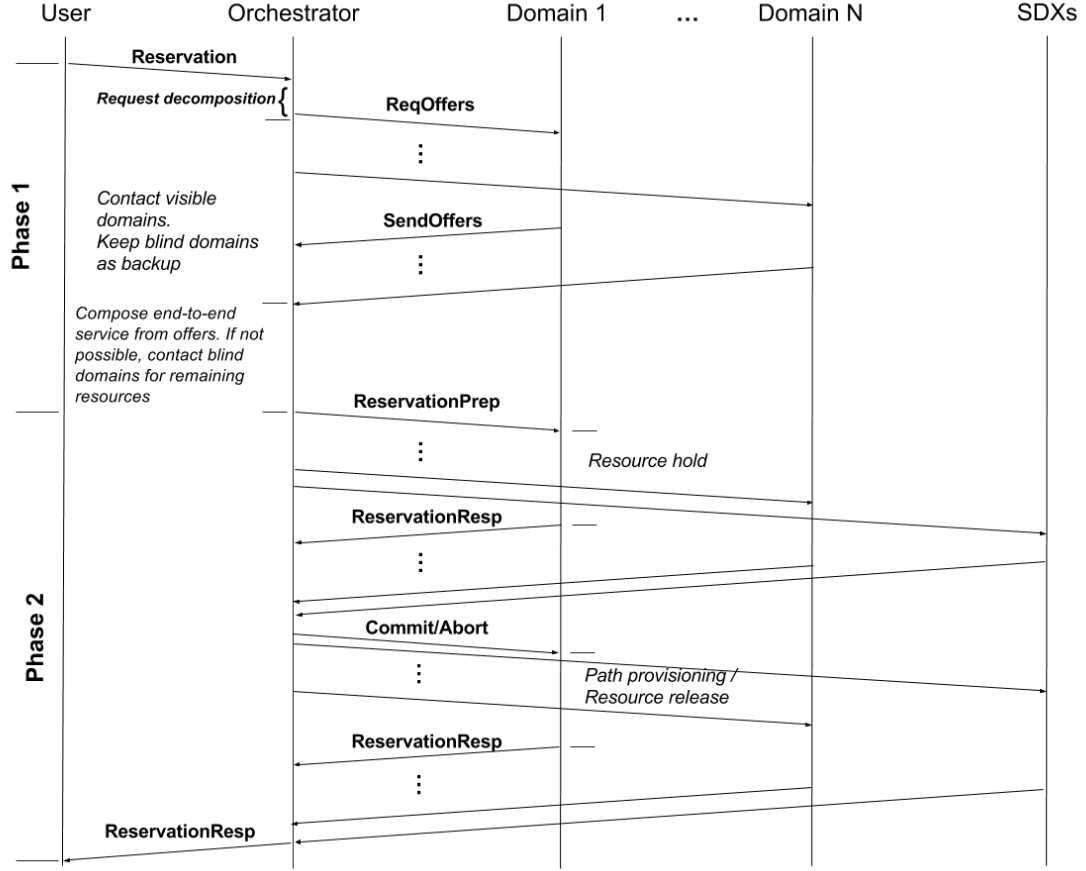 User Orchestrator Domain 1 ... Domain N SDXs
Reservation
Request decomposition
ReqOffers
Phase 1
Contact visible
domains.
Keep blind domains
as backup
SendOffers
Compose end-to-end
service from offers. If not
possible, contact blind
domains for remaining
resources
ReservationPrep
Resource hold
ReservationResp
Phase 2
Commit/Abort
Path provisioning /
Resource release
ReservationResp
ReservationResp